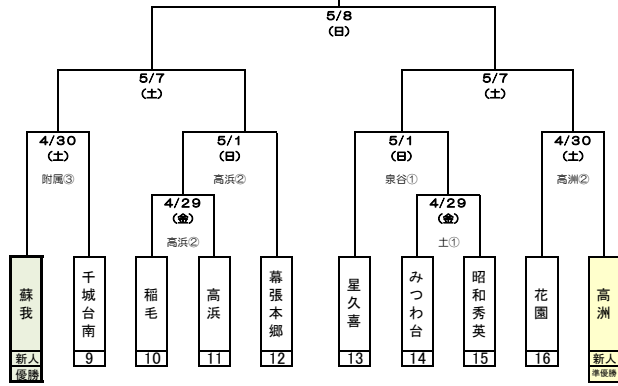 5/8
(日)
5/7
(土)
5/7
(土)
4/30
(土)
附属③
5/1
(日)
高浜②
5/1
(日)
泉谷①
4/30
(土)
高洲②
4/29
(金)
高浜②
4/29
(金)
土①
蘇我
新人
優勝
千城台南
9
稲毛
10
高浜
11
幕張本郷
12
星久喜
13
みつわ台
14
昭和秀英
15
花園
16
高洲
新人
準優勝